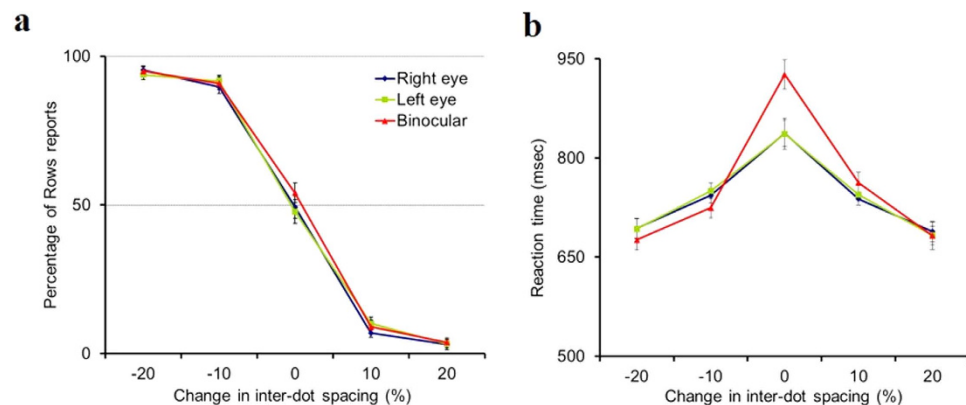 a
100
50
0
Percentage of Rows reports
-20 -10 0 10 20
Change in inter-dot spacing (%)
Right eye
Left eye
Binocular
b
950
800
650
500
Reaction time (msec)
-20 -10 0 10 20
Change in inter-dot spacing (%)